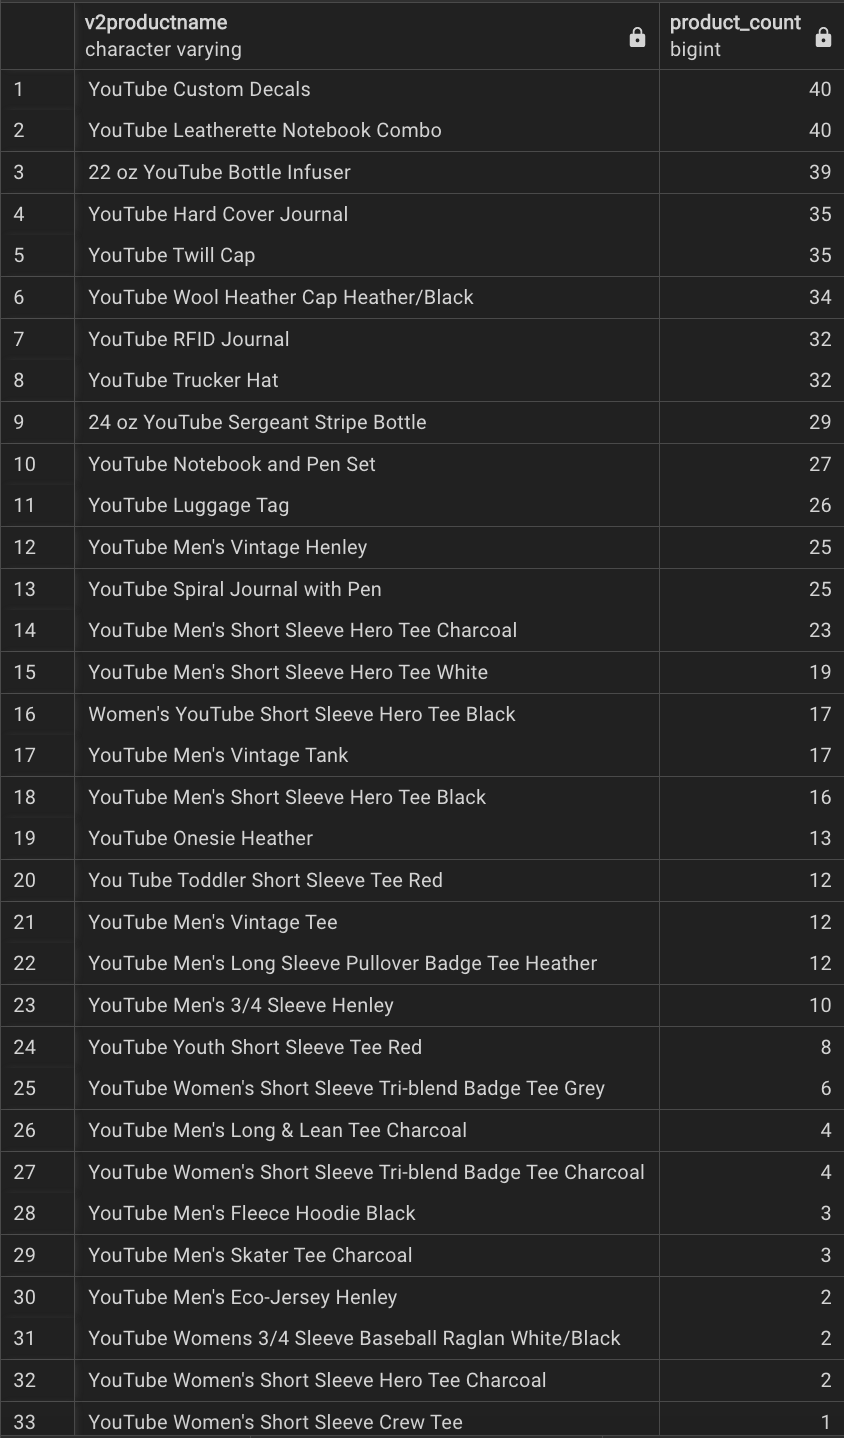 v2productname product_count
character varying bigint
1 YouTube Custom Decals 40
2 YouTube Leatherette Notebook Combo 40
3 22 oz YouTube Bottle Infuser 39
4 YouTube Hard Cover Journal 35
5 YouTube Twill Cap 35
6 YouTube Wool Heather Cap Heather/Black 34
7 YouTube RFID Journal 32
8 YouTube Trucker Hat 32
9 24 oz YouTube Sergeant Stripe Bottle 29
10 YouTube Notebook and Pen Set 27
11 YouTube Luggage Tag 26
12 YouTube Men's Vintage Henley 25
13 YouTube Spiral Journal with Pen 25
14 YouTube Men's Short Sleeve Hero Tee Charcoal 23
15 YouTube Men's Short Sleeve Hero Tee White 19
16 Women's YouTube Short Sleeve Hero Tee Black 17
17 YouTube Men's Vintage Tank 17
18 YouTube Men's Short Sleeve Hero Tee Black 16
19 YouTube Onesie Heather 13
20 You Tube Toddler Short Sleeve Tee Red 12
21 YouTube Men's Vintage Tee 12
22 YouTube Men's Long Sleeve Pullover Badge Tee Heather 12
23 YouTube Men's 3/4 Sleeve Henley 10
24 YouTube Youth Short Sleeve Tee Red 8
25 YouTube Women's Short Sleeve Tri-blend Badge Tee Grey 6
26 YouTube Men's Long & Lean Tee Charcoal 4
27 YouTube Women's Short Sleeve Tri-blend Badge Tee Charcoal 4
28 YouTube Men's Fleece Hoodie Black 3
29 YouTube Men's Skater Tee Charcoal 3
30 YouTube Men's Eco-Jersey Henley 2
31 YouTube Womens 3/4 Sleeve Baseball Raglan White/Black 2
32 YouTube Women's Short Sleeve Hero Tee Charcoal 2
33 YouTube Women's Short Sleeve Crew Tee 1